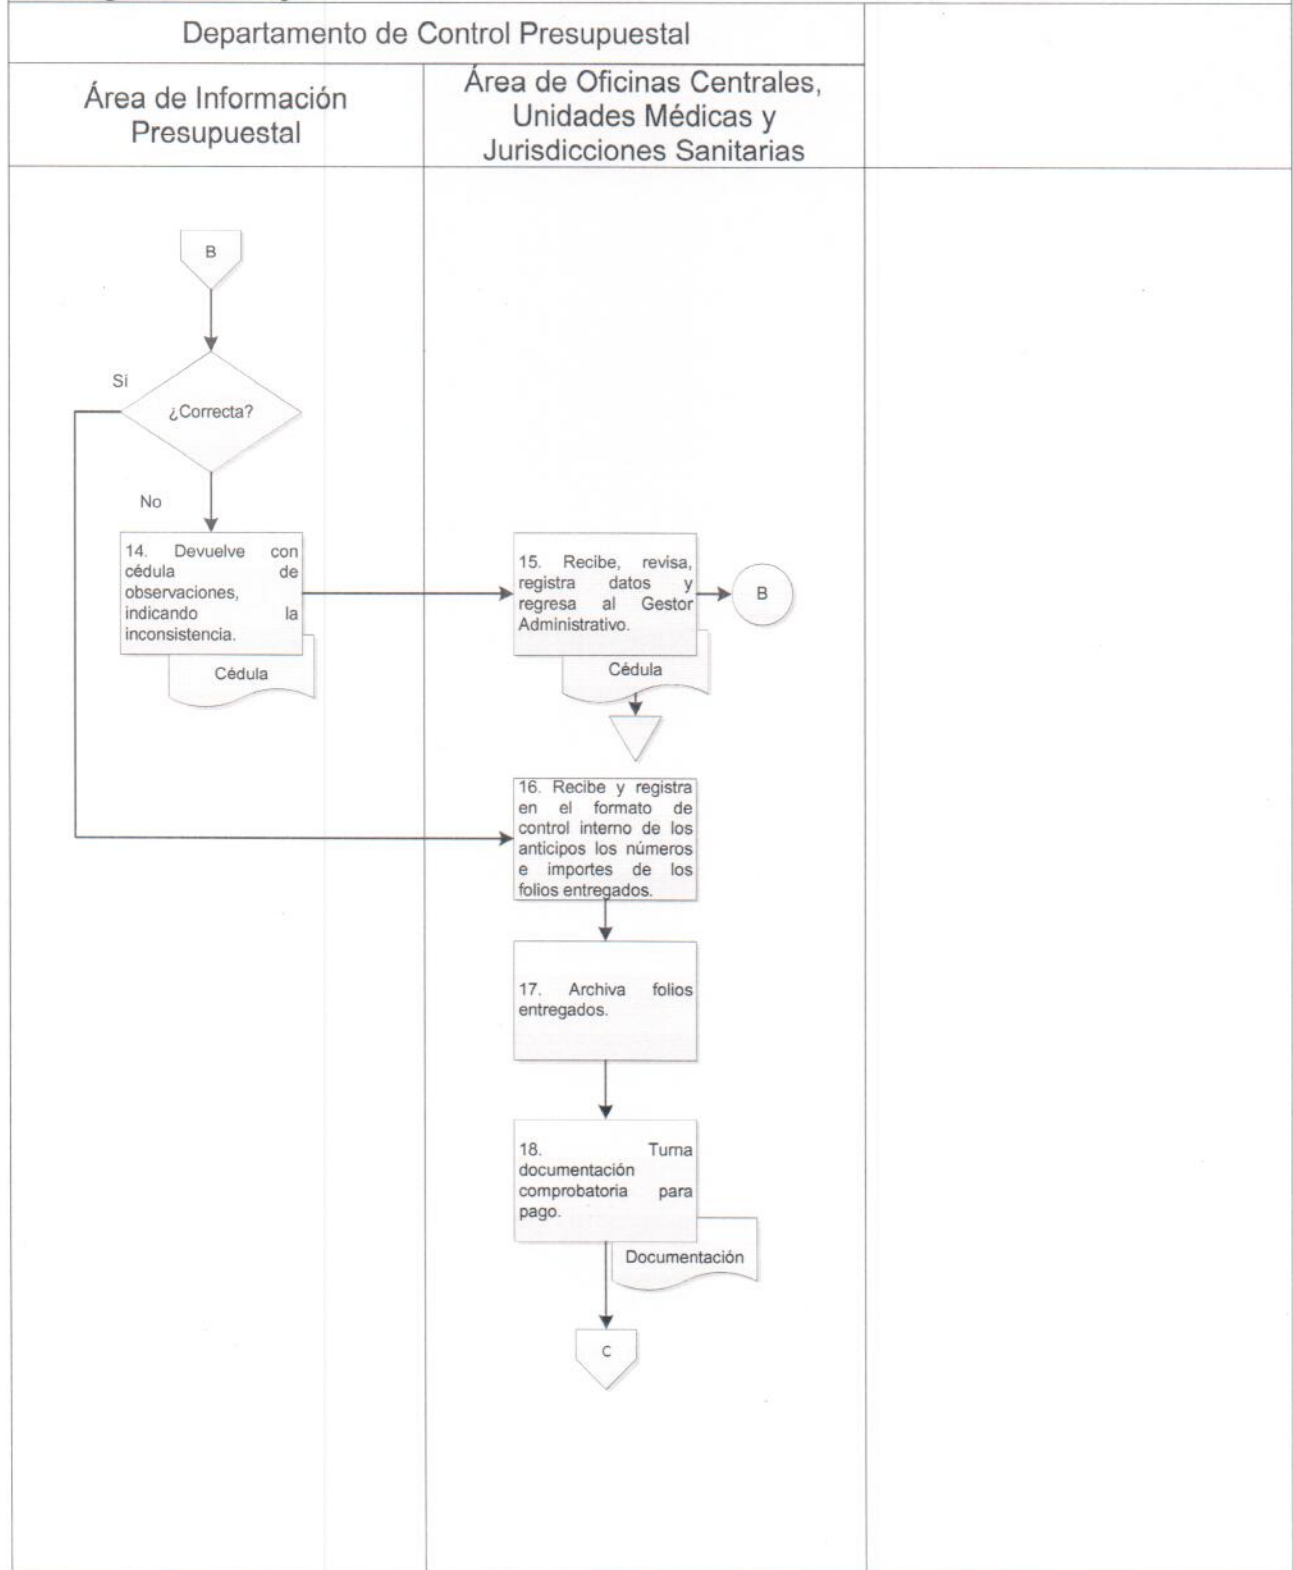 Departamento de Control Presupuestal
Área de Información
Presupuestal
Área de Oficinas Centrales,
Unidades Médicas y
Jurisdicciones Sanitarias
B
Sí
¿Correcta?
No
14. Devuelve con
cédula de
observaciones,
indicando la
inconsistencia.
Cédula
15. Recibe, revisa,
registra datos y
regresa al Gestor
Administrativo.
B
Cédula
16. Recibe y registra
en el formato de
control interno de los
anticipos los números
e importes de los
folios entregados.
17. Archiva folios
entregados.
18. Turna
documentación
comprobatoria para
pago.
Documentación
C